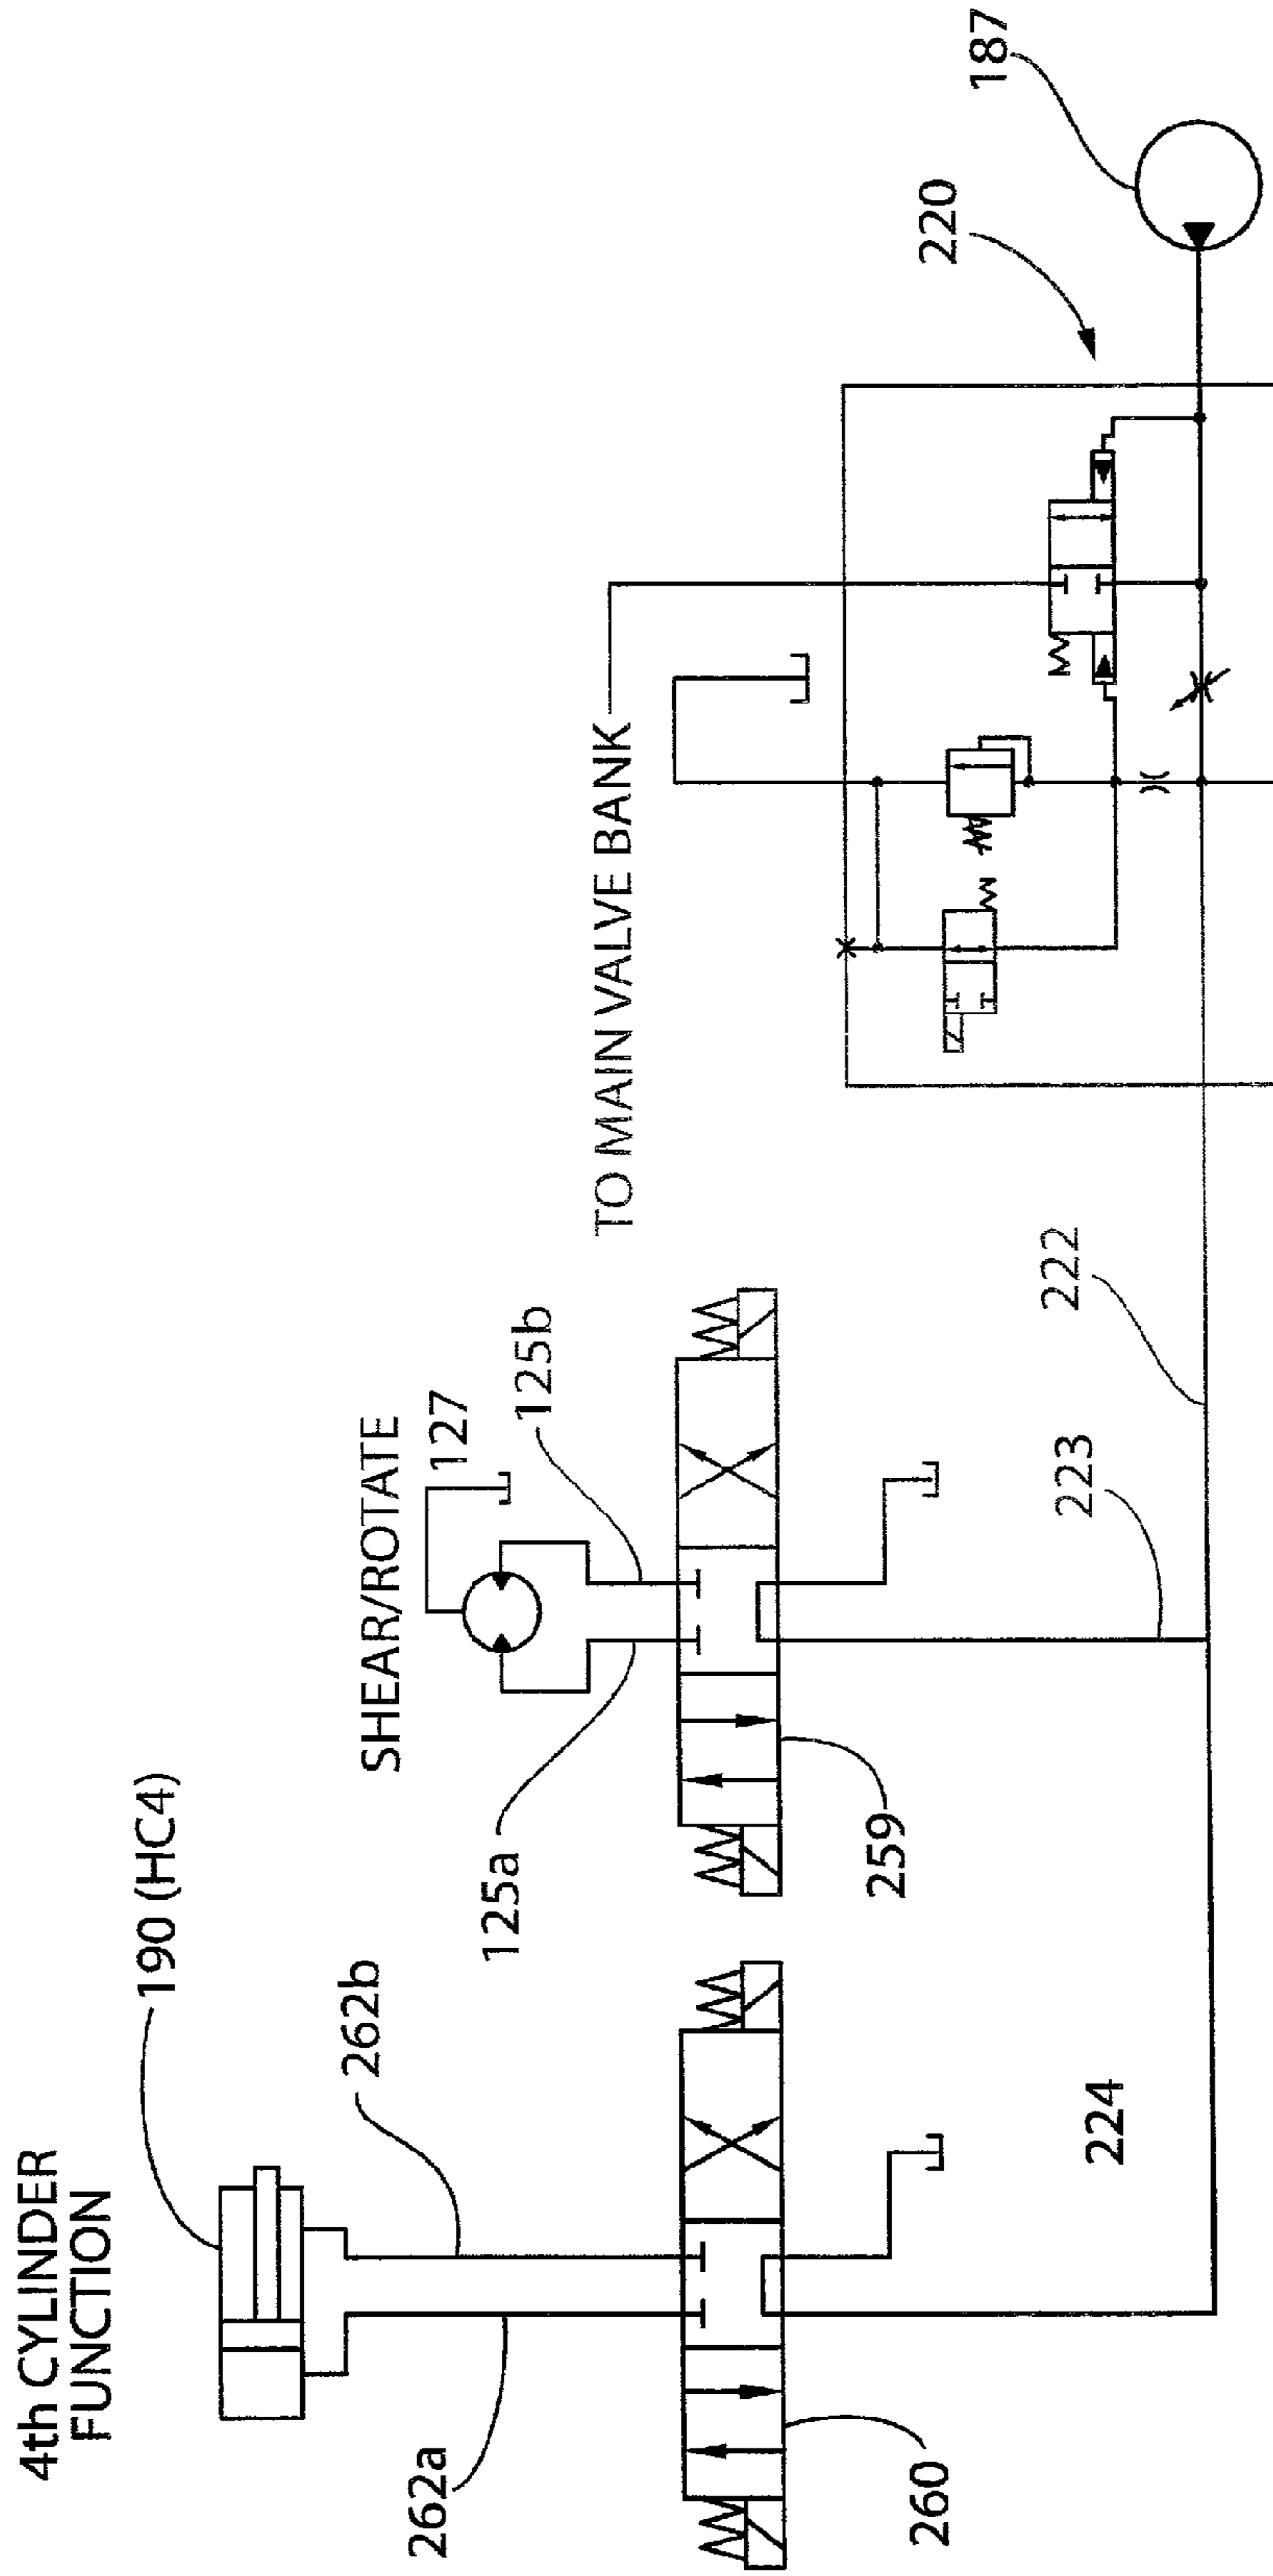 4th CYLINDER
FUNCTION
190 (HC4)
262b
262a
260
224
SHEAR/ROTATE
127
125b
125a
259
223
222
TO MAIN VALVE BANK
220
187